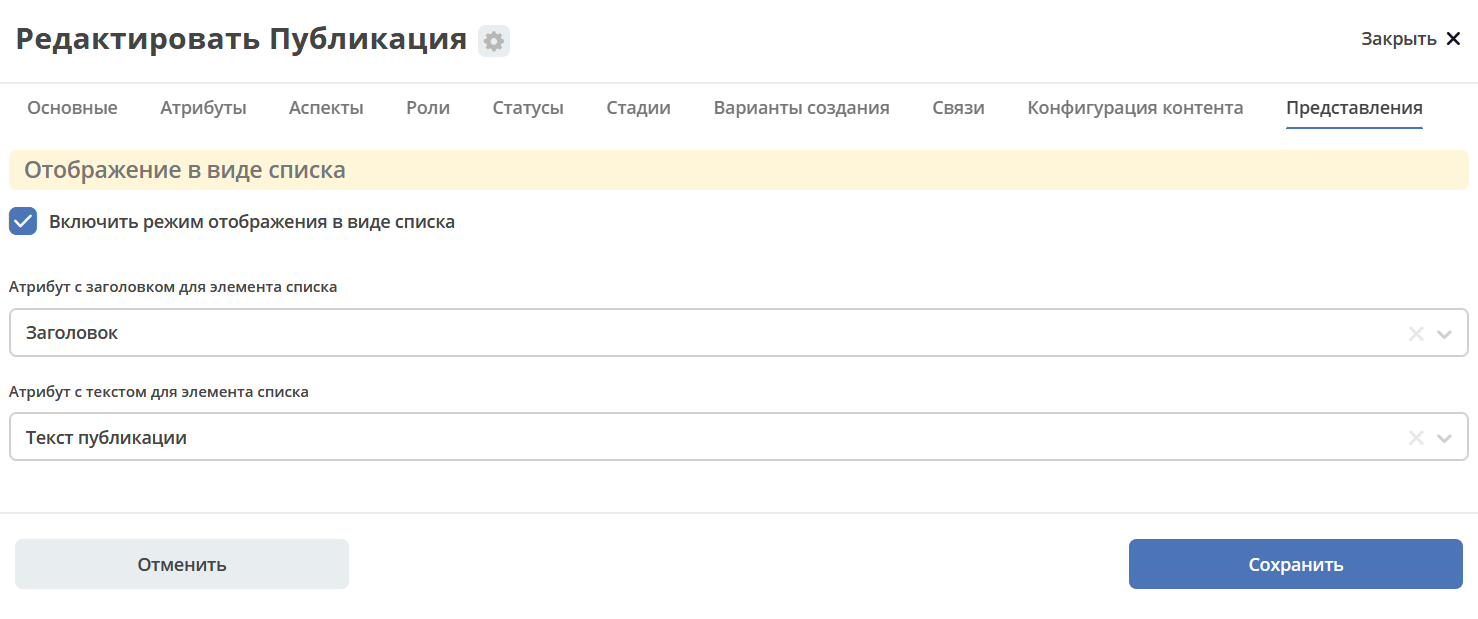 Редактировать Публикация
Закрыть
Основные Атрибуты Аспекты Роли Статусы Стадии Варианты создания Связи Конфигурация контента Представления
Отображение в виде списка
Включить режим отображения в виде списка
Атрибут с заголовком для элемента списка
Заголовок
Атрибут с текстом для элемента списка
Текст публикации
Отменить Сохранить